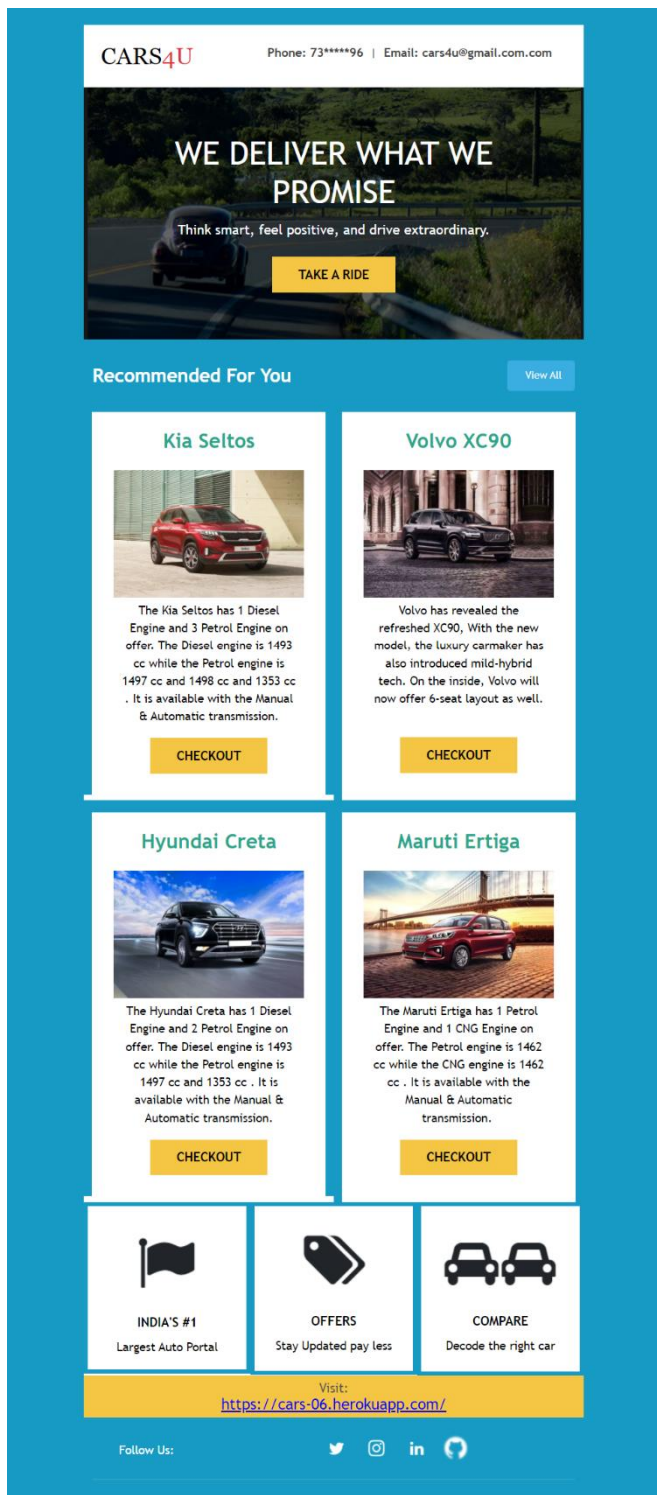 CARS4U
Phone: 73*****96 | Email: cars4u@gmail.com.com
WE DELIVER WHAT WE
PROMISE
Think smart, feel positive, and drive extraordinary.
TAKE A RIDE
Recommended For You
View All
Kia Seltos
The Kia Seltos has 1 Diesel
Engine and 3 Petrol Engine on
offer. The Diesel engine is 1493
cc while the Petrol engine is
1497 cc and 1498 cc and 1353 cc
. It is available with the Manual
& Automatic transmission.
CHECKOUT
Volvo XC90
Volvo has revealed the
refreshed XC90, With the new
model, the luxury carmaker has
also introduced mild-hybrid
tech. On the inside, Volvo will
now offer 6-seat layout as well.
CHECKOUT
Hyundai Creta
The Hyundai Creta has 1 Diesel
Engine and 2 Petrol Engine on
offer. The Diesel engine is 1493
cc while the Petrol engine is
1497 cc and 1353 cc . It is
available with the Manual &
Automatic transmission.
CHECKOUT
Maruti Ertiga
The Maruti Ertiga has 1 Petrol
Engine and 1 CNG Engine on
offer. The Petrol engine is 1462
cc while the CNG engine is 1462
cc . It is available with the
Manual & Automatic
transmission.
CHECKOUT
INDIA'S #1
Largest Auto Portal
OFFERS
Stay Updated pay less
COMPARE
Decode the right car
Visit:
https://cars-06.herokuapp.com/
Follow Us: